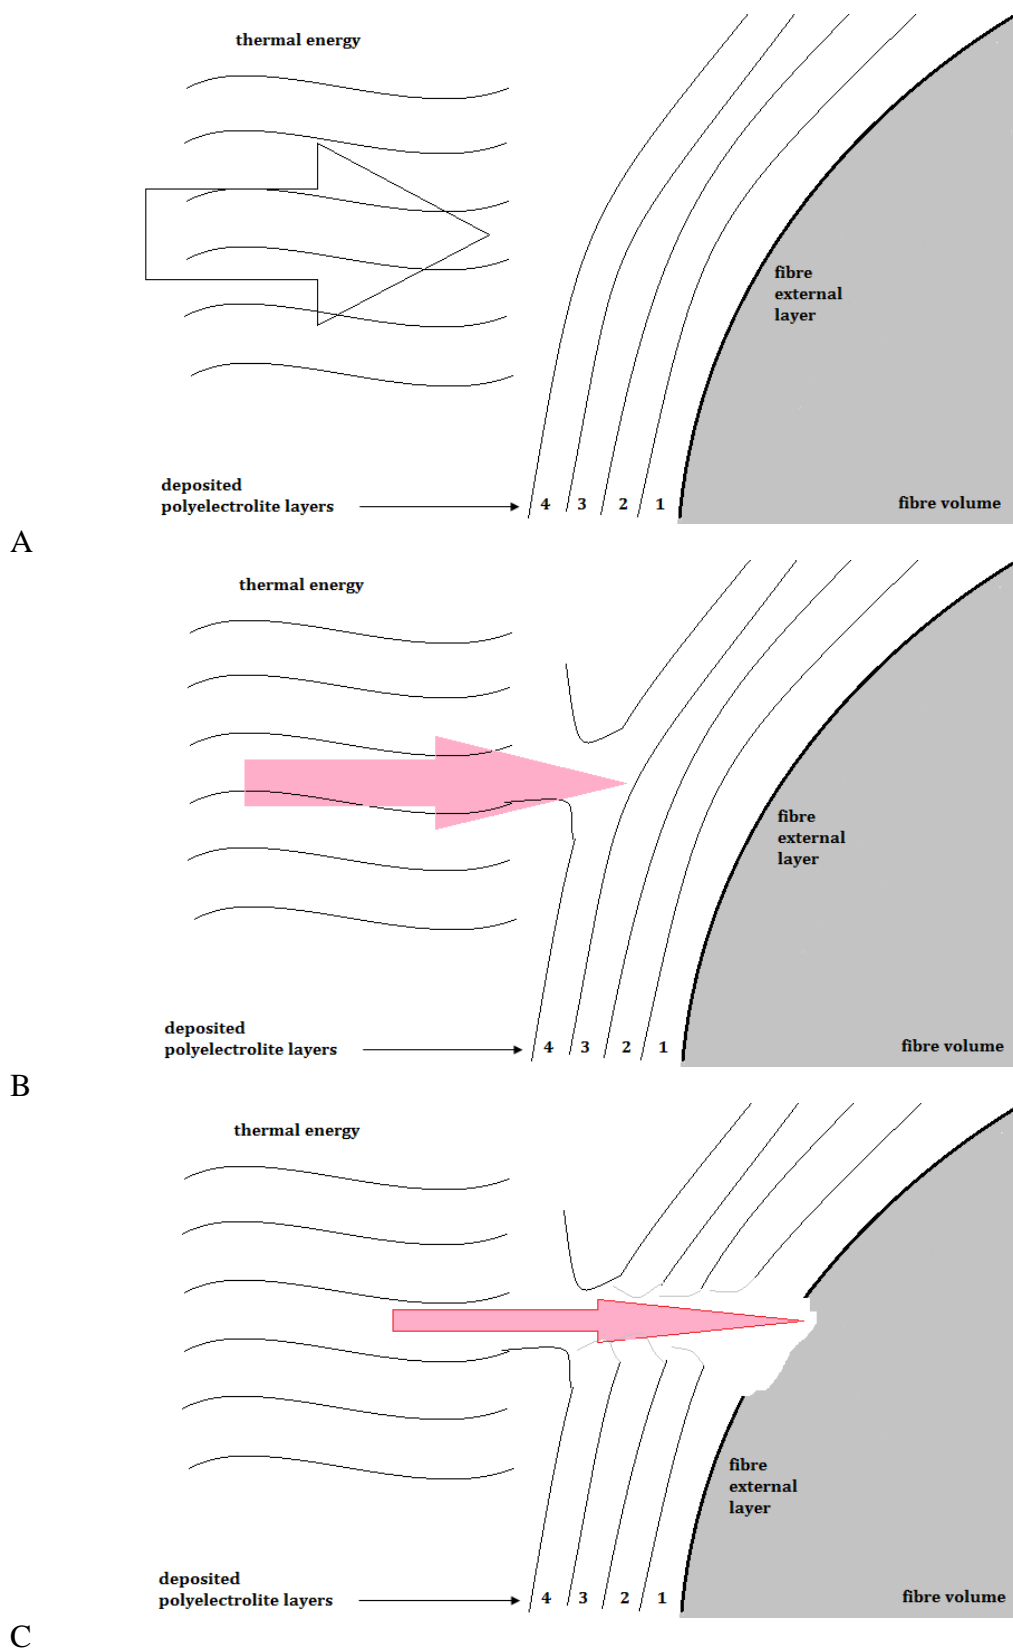 thermal energy
fibre
external
layer
deposited
polyelectrolite layers
4 3 2 1
fibre volume
A
thermal energy
fibre
external
layer
deposited
polyelectrolite layers
4 3 2 1
fibre volume
B
thermal energy
fibre
external
layer
deposited
polyelectrolite layers
4 3 2 1
fibre volume
C